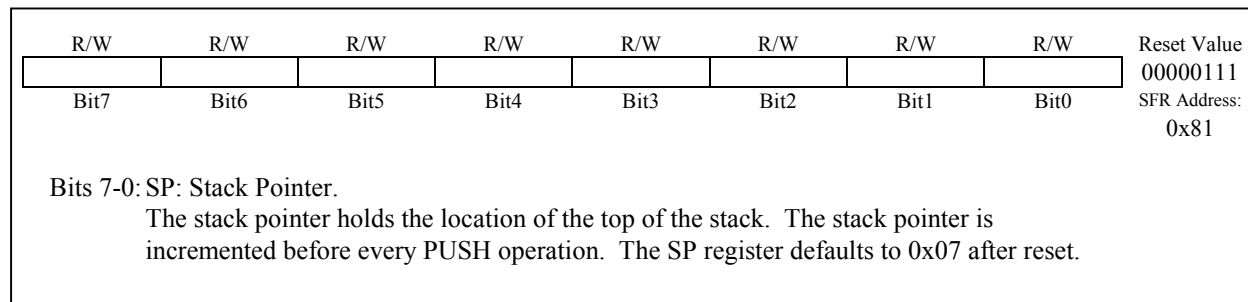 R/W R/W R/W R/W R/W R/W R/W R/W Reset Value
00000111
Bit7 Bit6 Bit5 Bit4 Bit3 Bit2 Bit1 Bit0 SFR Address:
0x81
Bits 7-0: SP: Stack Pointer.
The stack pointer holds the location of the top of the stack. The stack pointer is
incremented before every PUSH operation. The SP register defaults to 0x07 after reset.